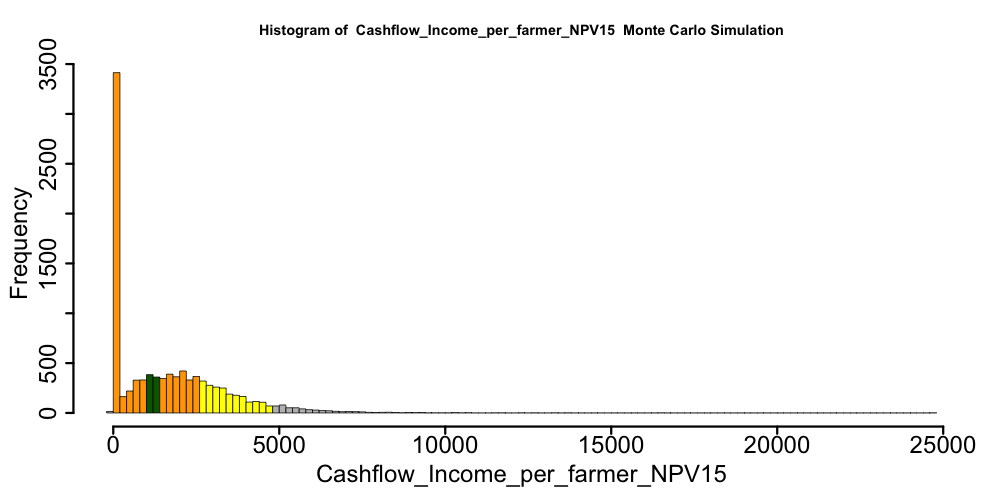 Histogram of  Cashflow_Income_per_farmer_NPV15  Monte Carlo Simulation
3500
2500
1500
500
0
Frequency
0 5000 10000 15000 20000 25000
Cashflow_Income_per_farmer_NPV15